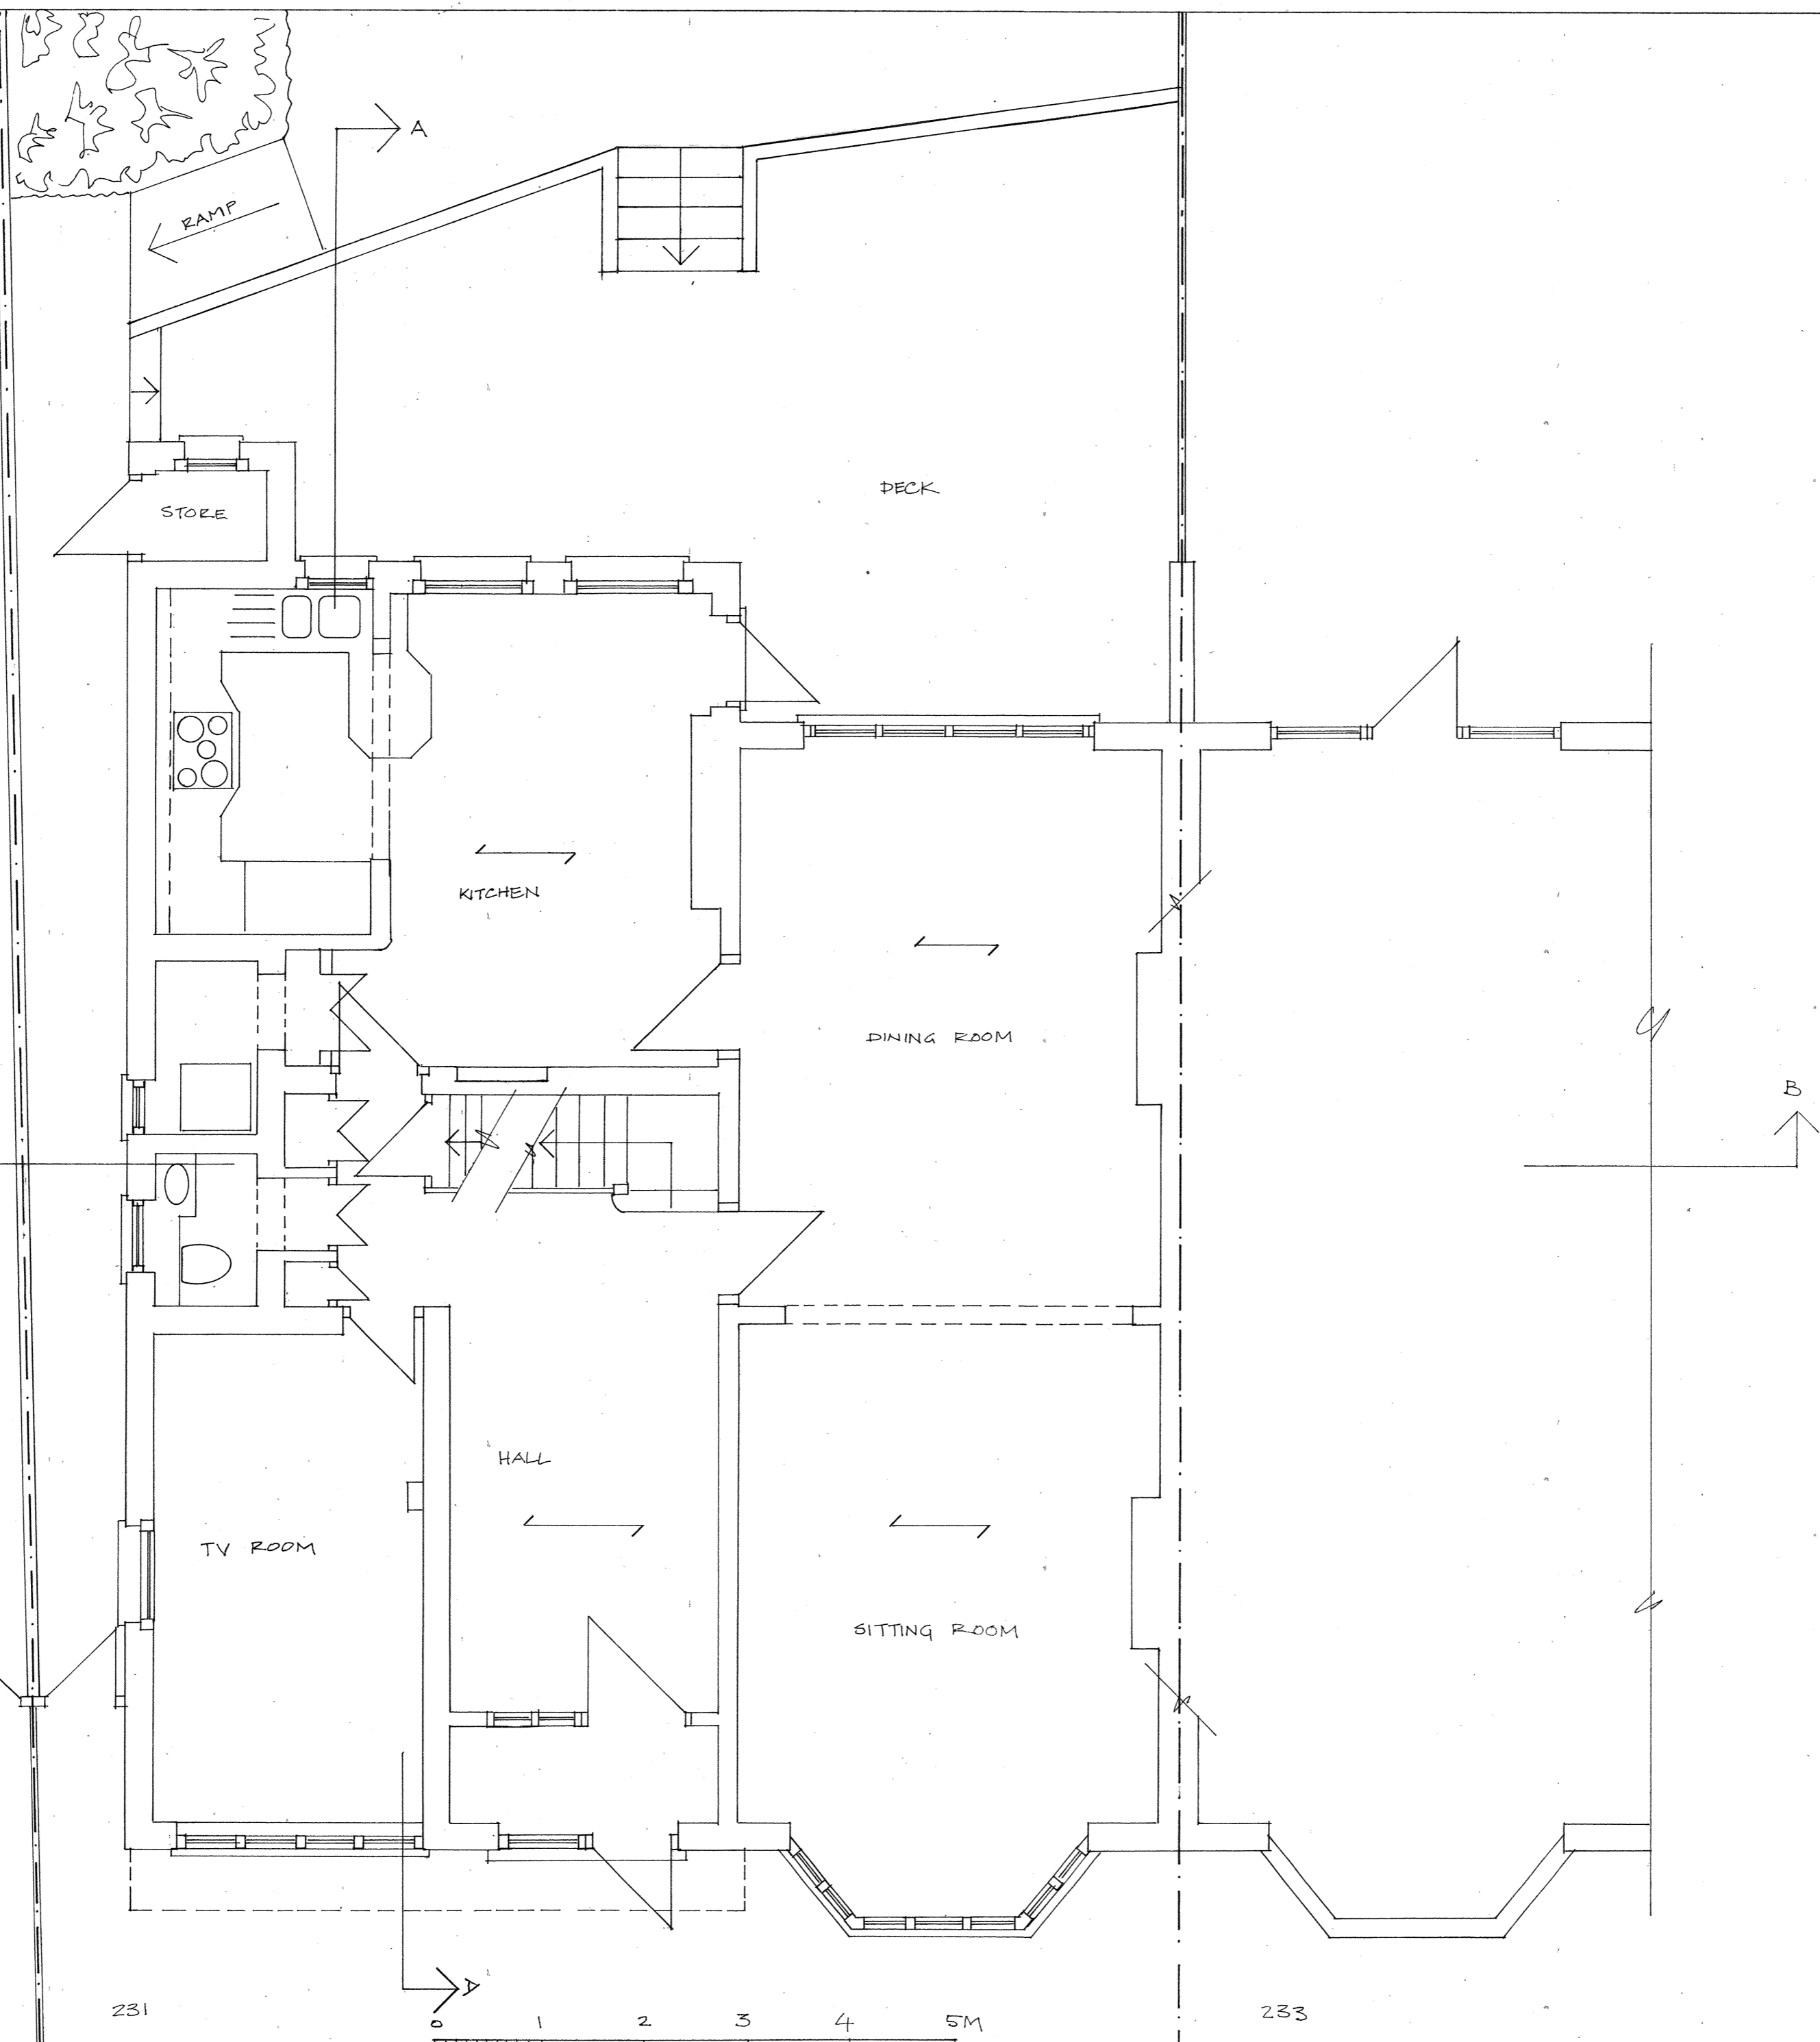 A
RAMP
DECK
STORE
KITCHEN
DINING ROOM
B
HALL
TV ROOM
SITTING ROOM
A
231
233
0 1 2 3 4 5M